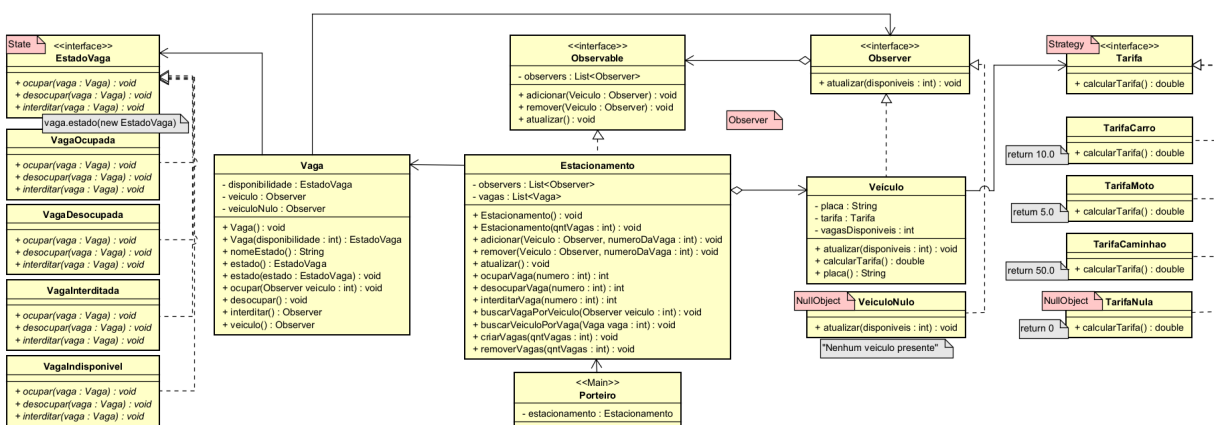 State
<<interface>>
EstadoVaga
+ ocupar(vaga : Vaga) : void
+ desocupar(vaga : Vaga) : void
+ interditar(vaga : Vaga) : void
vaga.estado(new EstadoVaga)
VagaOcupada
+ ocupar(vaga : Vaga) : void
+ desocupar(vaga : Vaga) : void
+ interditar(vaga : Vaga) : void
VagaDesocupada
+ ocupar(vaga : Vaga) : void
+ desocupar(vaga : Vaga) : void
+ interditar(vaga : Vaga) : void
VagaInterditada
+ ocupar(vaga : Vaga) : void
+ desocupar(vaga : Vaga) : void
+ interditar(vaga : Vaga) : void
VagaIndisponivel
+ ocupar(vaga : Vaga) : void
+ desocupar(vaga : Vaga) : void
+ interditar(vaga : Vaga) : void
Vaga
- disponibilidade : EstadoVaga
- veiculo : Observer
- veiculoNulo : Observer
+ Vaga() : void
+ Vaga(disponibilidade : int) : EstadoVaga
+ nomeEstado() : String
+ estado() : EstadoVaga
+ estado(estado : EstadoVaga) : void
+ ocupar(Observer veiculo : int) : void
+ desocupar() : void
+ interditar() : Observer
+ veiculo() : Observer
<<interface>>
Observable
- observers : List<Observer>
+ adicionar(Veiculo : Observer) : void
+ remover(Veiculo : Observer) : void
+ atualizar() : void
Estacionamento
- observers : List<Observer>
- vagas : List<Vaga>
+ Estacionamento() : void
+ Estacionamento(qntVagas : int) : void
+ adicionar(Veiculo : Observer, numeroDaVaga : int) : void
+ remover(Veiculo : Observer, numeroDaVaga : int) : void
+ atualizar() : void
+ ocuparVaga(numero : int) : int
+ desocuparVaga(numero : int) : int
+ interditarVaga(numero : int) : int
+ buscarVagaPorVeiculo(Observer veiculo : int) : void
+ buscarVeiculoPorVaga(Vaga vaga : int) : void
+ criarVagas(qntVagas : int) : void
+ removerVagas(qntVagas : int) : void
<<Main>>
Porteiro
- estacionamento : Estacionamento
Observer
<<interface>>
Observer
+ atualizar(disponiveis : int) : void
Veículo
- placa : String
- tarifa : Tarifa
- vagasDisponiveis : int
+ atualizar(disponiveis : int) : void
+ calcularTarifa() : double
+ placa() : String
NullObject
VeiculoNulo
+ atualizar(disponiveis : int) : void
"Nenhum veiculo presente"
Strategy
<<interface>>
Tarifa
+ calcularTarifa() : double
TarifaCarro
return 10.0
+ calcularTarifa() : double
TarifaMoto
return 5.0
+ calcularTarifa() : double
TarifaCaminhao
return 50.0
+ calcularTarifa() : double
NullObject
TarifaNula
return 0
+ calcularTarifa() : double